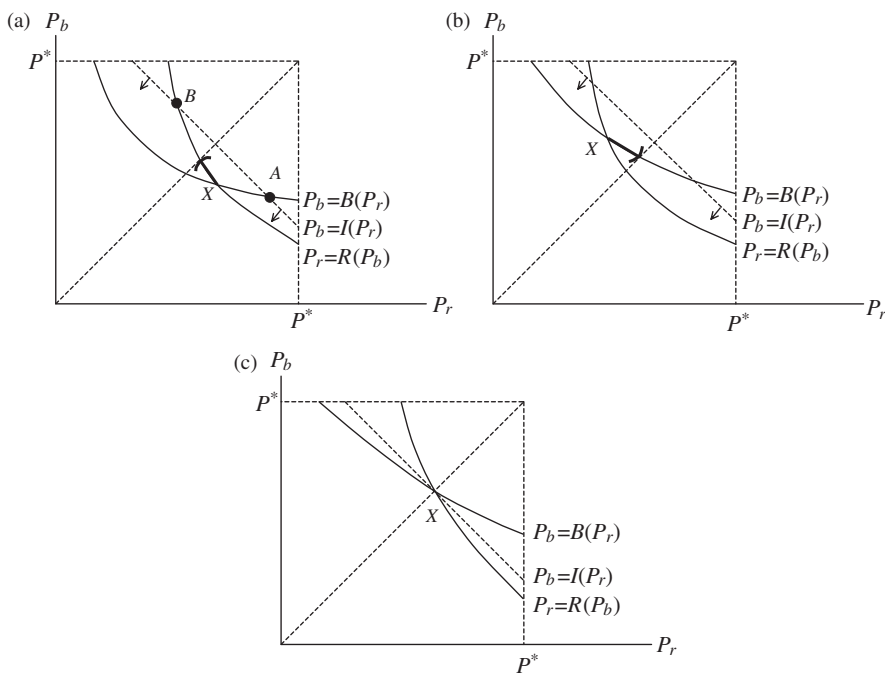 (a)
P_b
P*
B
A
X
P_b=B(P_r)
P_b=I(P_r)
P_r=R(P_b)
P*
P_r
(b)
P_b
P*
X
P_b=B(P_r)
P_b=I(P_r)
P_r=R(P_b)
P*
P_r
(c)
P_b
P*
X
P_b=B(P_r)
P_b=I(P_r)
P_r=R(P_b)
P*
P_r